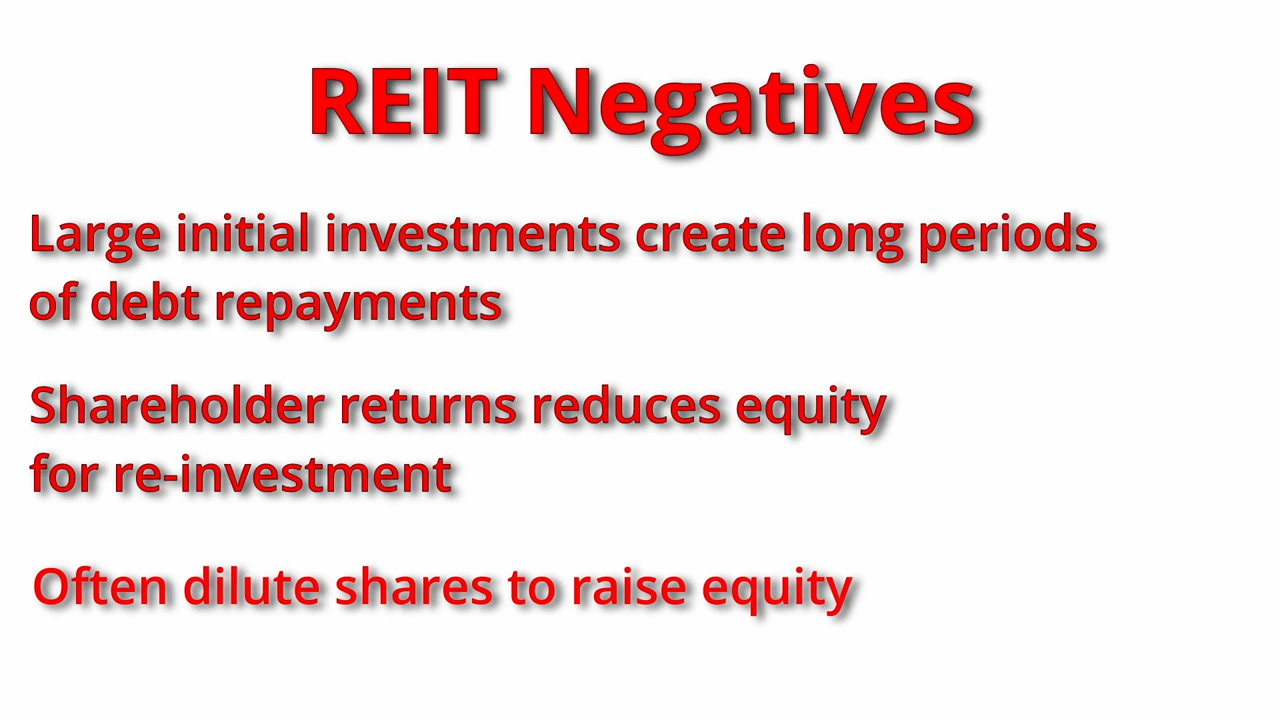 REIT Negatives
Large initial investments create long periods
of debt repayments
Shareholder returns reduces equity
for re-investment
Often dilute shares to raise equity